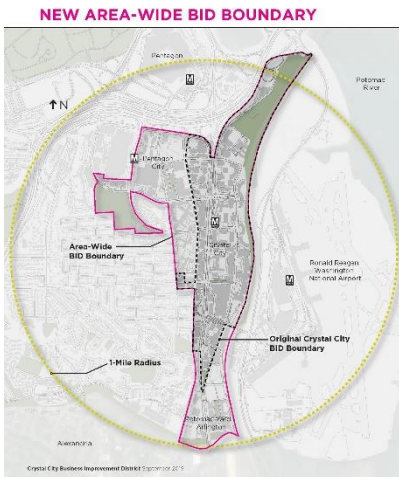 NEW AREA-WIDE BID BOUNDARY
Pentagon
M
Potomac
River
N
M
Pentagon
City
M
Crystal
City
Area-Wide
BID Boundary
Ronald Reagan
Washington
National Airport
M
Original Crystal City
BID Boundary
1-Mile Radius
Potomac Yard
Arlington
Alexandria
Crystal City Business Improvement District September 2019